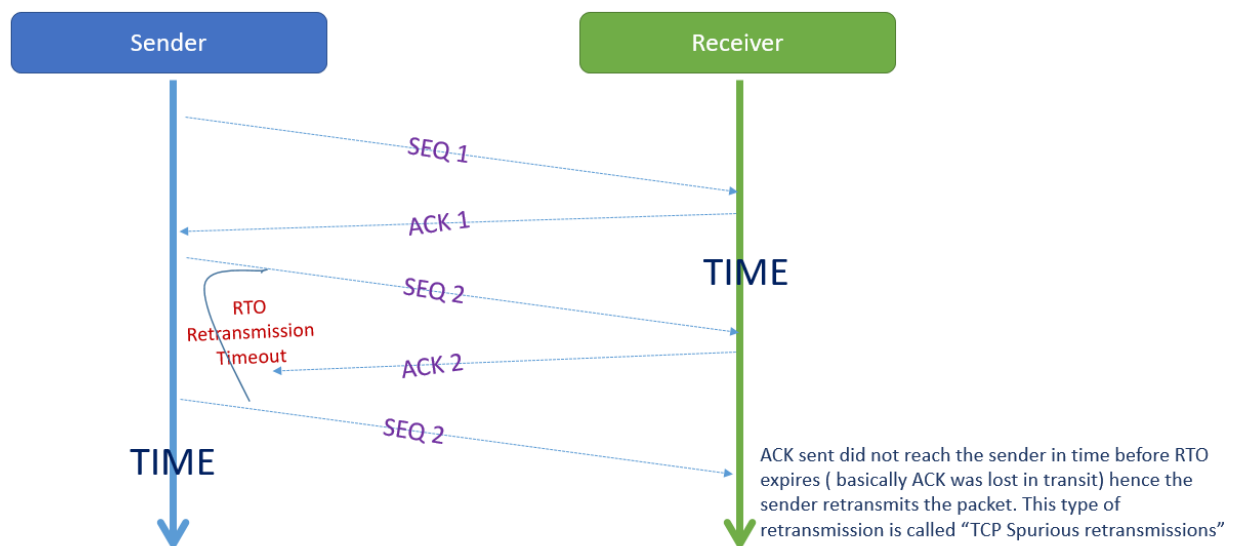 Sender
Receiver
SEQ 1
ACK 1
TIME
SEQ 2
RTO
Retransmission
Timeout
ACK 2
SEQ 2
TIME
ACK sent did not reach the sender in time before RTO
expires ( basically ACK was lost in transit) hence the
sender retransmits the packet. This type of
retransmission is called “TCP Spurious retransmissions”